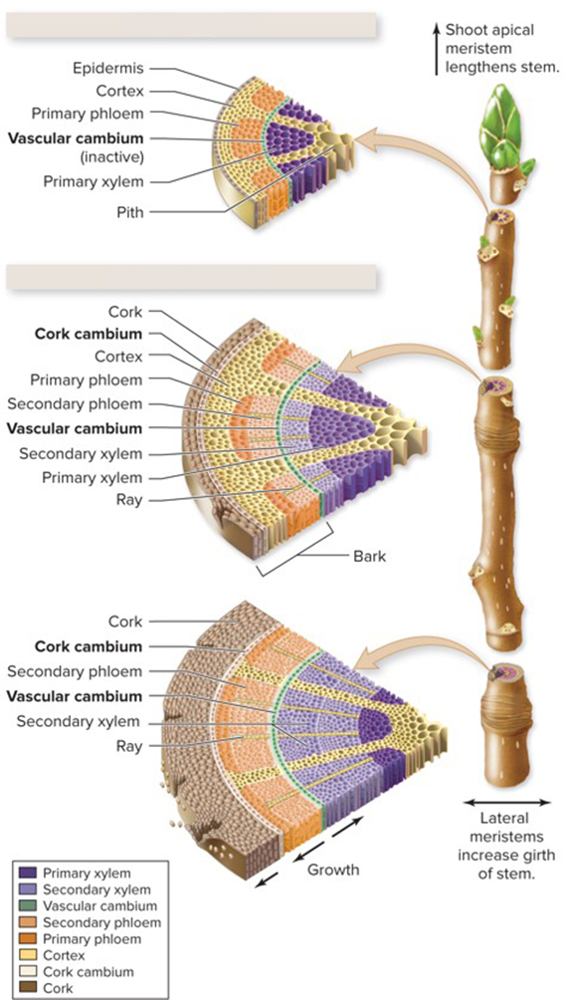 Shoot apical
meristem
lengthens stem.
Epidermis
Cortex
Primary phloem
Vascular cambium
(inactive)
Primary xylem
Pith
Cork
Cork cambium
Cortex
Primary phloem
Secondary phloem
Vascular cambium
Secondary xylem
Primary xylem
Ray
Bark
Cork
Cork cambium
Secondary phloem
Vascular cambium
Secondary xylem
Ray
Growth
Lateral
meristems
increase girth
of stem.
Primary xylem
Secondary xylem
Vascular cambium
Secondary phloem
Primary phloem
Cortex
Cork cambium
Cork